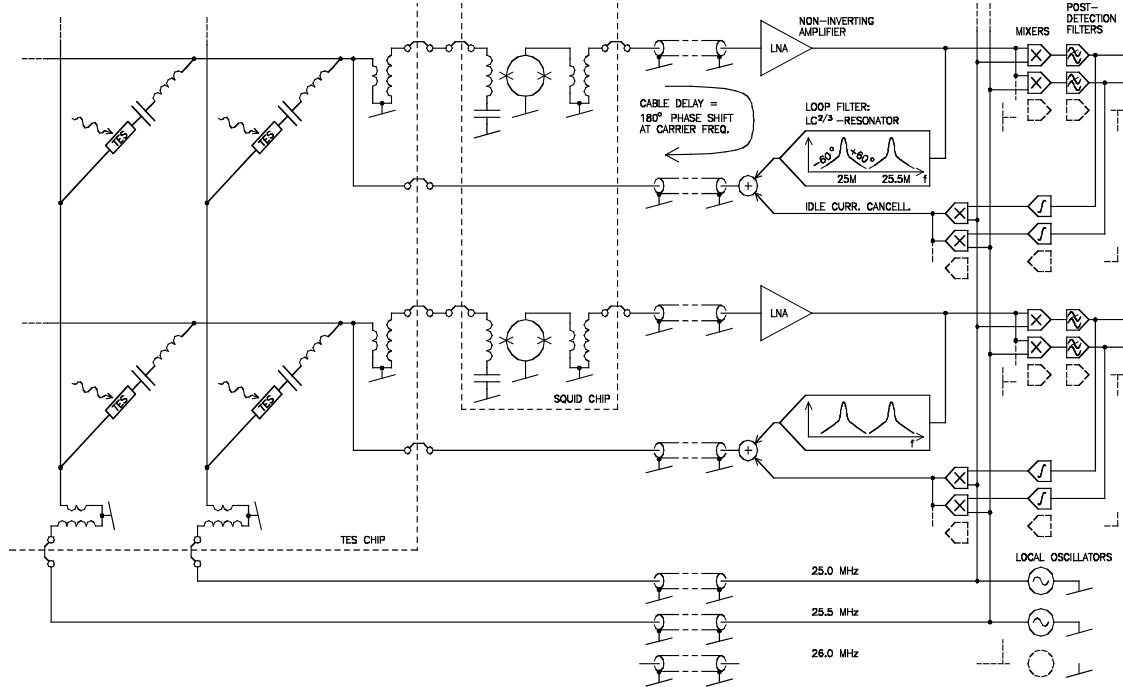 NON-INVERTING
AMPLIFIER
POST-
DETECTION
FILTERS
MIXERS
LNA
TES
TES
CABLE DELAY =
180° PHASE SHIFT
AT CARRIER FREQ.
LOOP FILTER:
LC2/3 -RESONATOR
-60° +60°
25M 25.5M f
+
IDLE CURR. CANCELL.
∫
∫
LNA
TES
TES
SQUID CHIP
f
+
∫
∫
TES CHIP
LOCAL OSCILLATORS
25.0 MHz
25.5 MHz
26.0 MHz